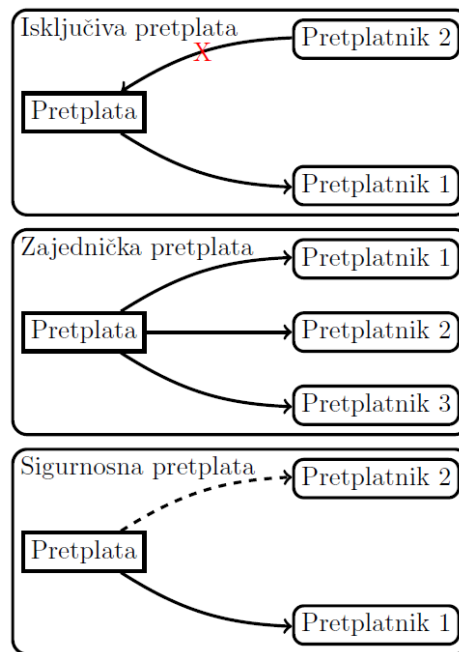 Isključiva pretplata
Pretplatnik 2
X
Pretplata
Pretplatnik 1
Zajednička pretplata
Pretplatnik 1
Pretplata
Pretplatnik 2
Pretplatnik 3
Sigurnosna pretplata
Pretplatnik 2
Pretplata
Pretplatnik 1